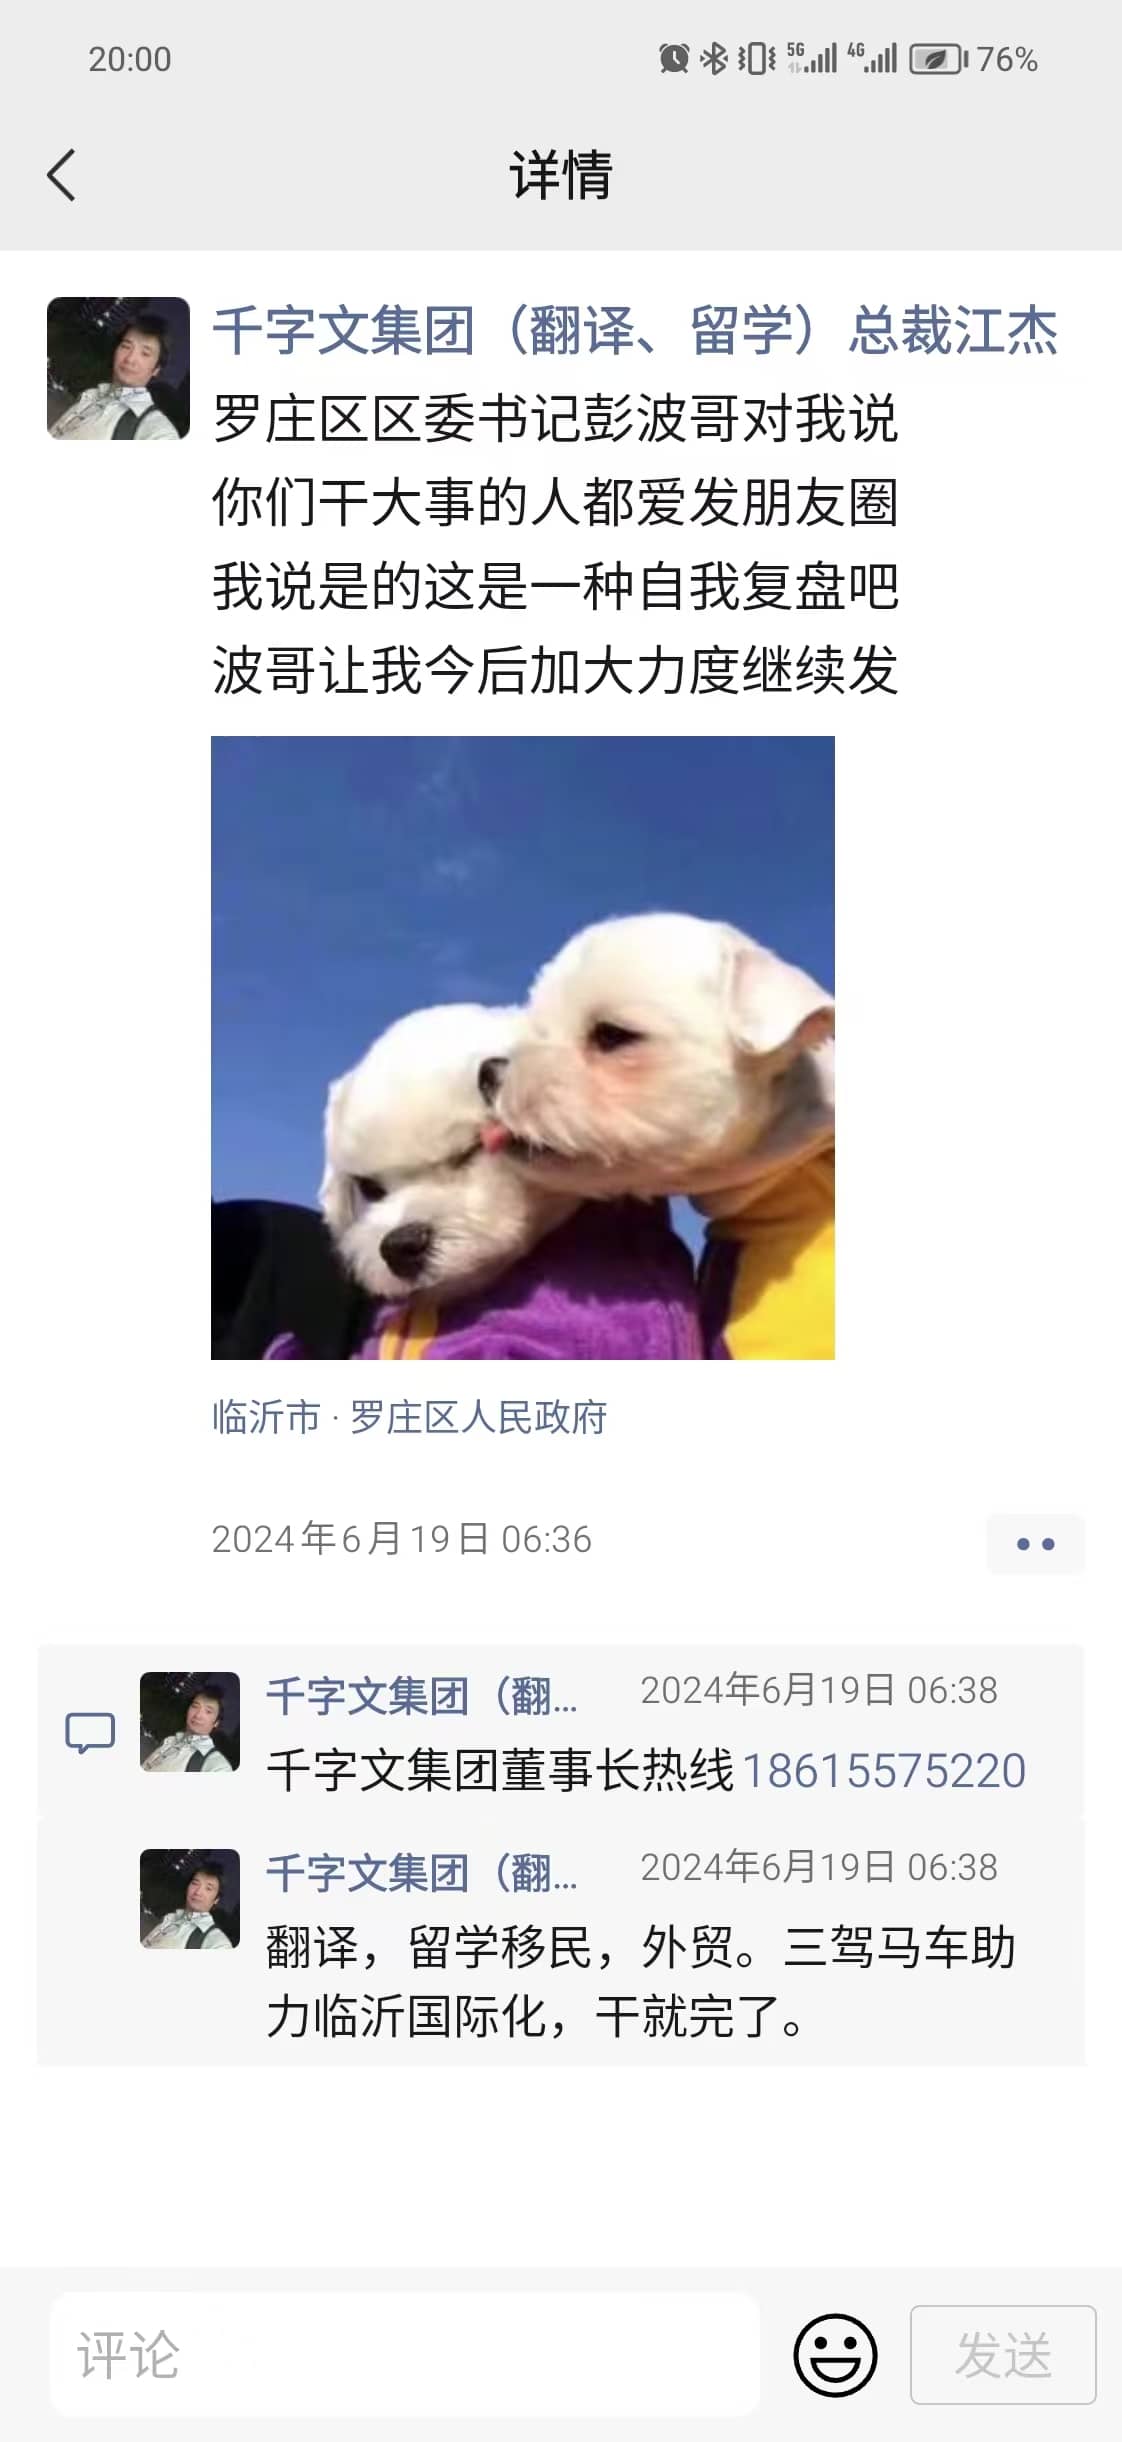 20:00
5G
4G
76%
详情
千字文集团（翻译、留学）总裁江杰
罗庄区区委书记彭波哥对我说
你们干大事的人都爱发朋友圈
我说是的这是一种自我复盘吧
波哥让我今后加大力度继续发
临沂市 · 罗庄区人民政府
2024年6月19日 06:36
千字文集团（翻...
2024年6月19日 06:38
千字文集团董事长热线18615575220
千字文集团（翻...
2024年6月19日 06:38
翻译，留学移民，外贸。三驾马车助
力临沂国际化，干就完了。
评论
发送